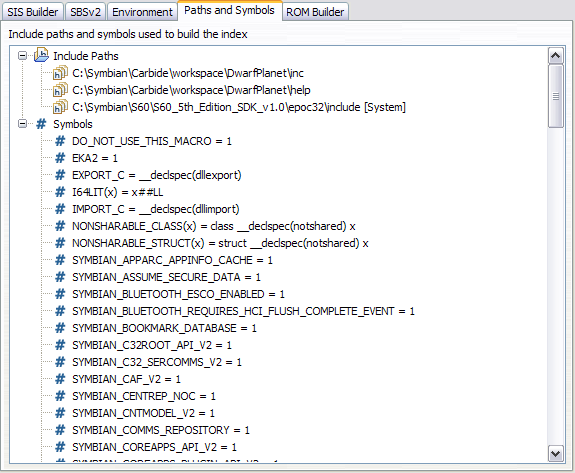 SIS Builder SBSv2 Environment Paths and Symbols ROM Builder
Include paths and symbols used to build the index
Include Paths
C:\Symbian\Carbide\workspace\DwarfPlanet\inc
C:\Symbian\Carbide\workspace\DwarfPlanet\help
C:\Symbian\S60\S60_5th_Edition_SDK_v1.0\epoc32\include [System]
Symbols
DO_NOT_USE_THIS_MACRO = 1
EKA2 = 1
EXPORT_C = __declspec(dllexport)
I64LIT(x) = x##LL
IMPORT_C = __declspec(dllimport)
NONSHARABLE_CLASS(x) = class __declspec(notshared) x
NONSHARABLE_STRUCT(x) = struct __declspec(notshared) x
SYMBIAN_APPARC_APPINFO_CACHE = 1
SYMBIAN_ASSUME_SECURE_DATA = 1
SYMBIAN_BLUETOOTH_ESCO_ENABLED = 1
SYMBIAN_BLUETOOTH_REQUIRES_HCI_FLUSH_COMPLETE_EVENT = 1
SYMBIAN_BOOKMARK_DATABASE = 1
SYMBIAN_C32ROOT_API_V2 = 1
SYMBIAN_C32_SERCOMMS_V2 = 1
SYMBIAN_CAF_V2 = 1
SYMBIAN_CENTREP_NOC = 1
SYMBIAN_CNTMODEL_V2 = 1
SYMBIAN_COMMS_REPOSITORY = 1
SYMBIAN_COREAPPS_API_V2 = 1
SYMBIAN_COREAPPS_PLUGIN_API_V2 = 1